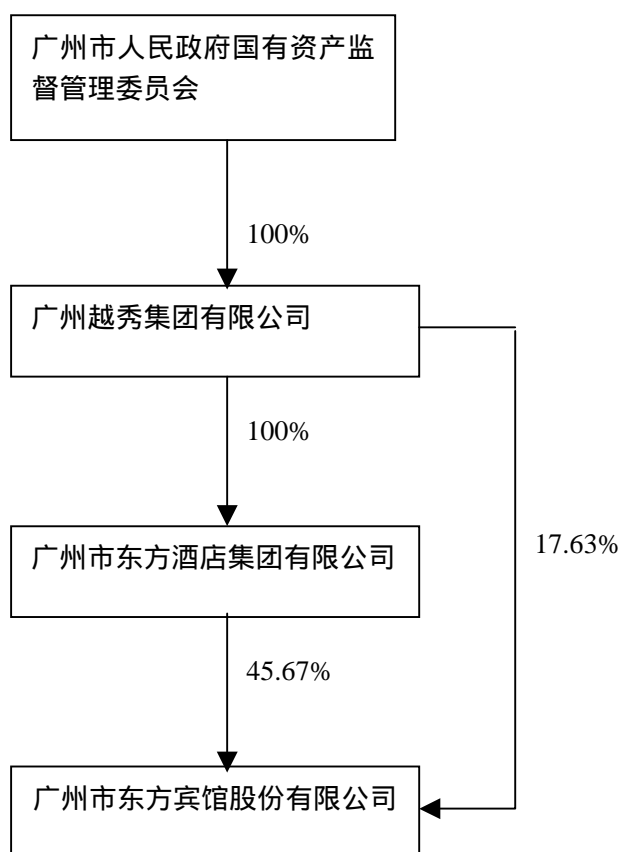 广州市人民政府国有资产监
督管理委员会
100%
广州越秀集团有限公司
100%
广州市东方酒店集团有限公司
17.63%
45.67%
广州市东方宾馆股份有限公司